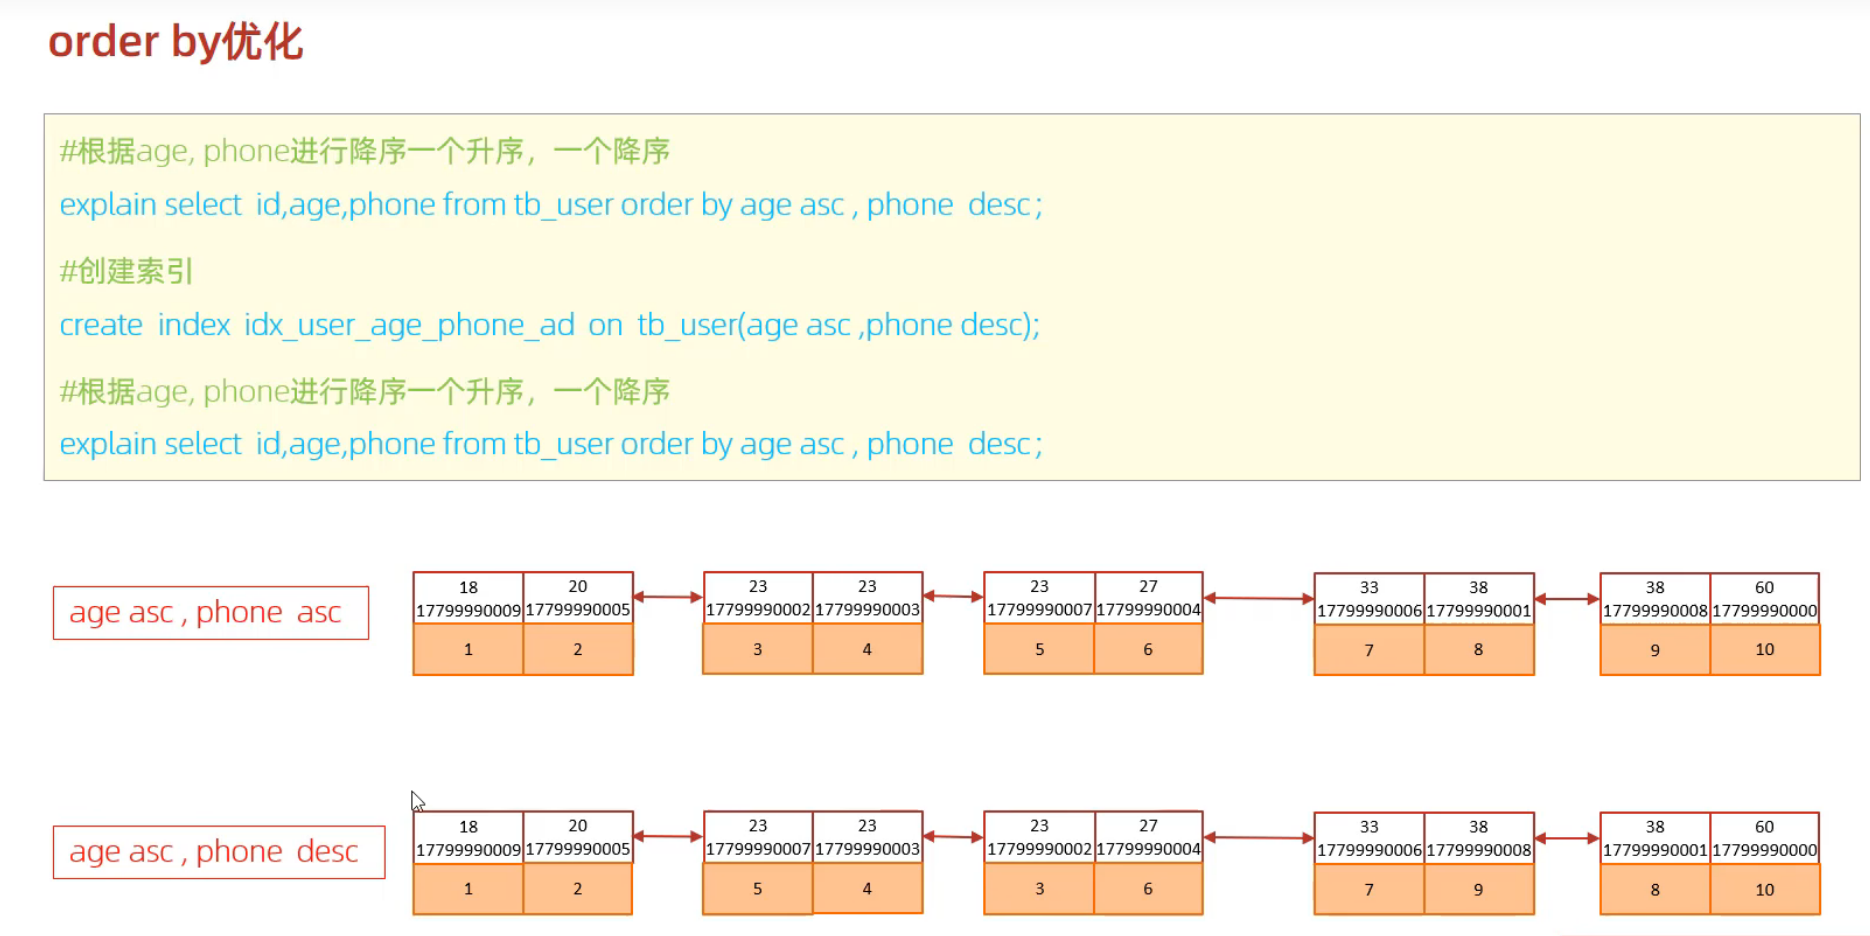 order by优化
#根据age, phone进行降序一个升序，一个降序
explain select id,age,phone from tb_user order by age asc , phone desc ;
#创建索引
create index idx_user_age_phone_ad on tb_user(age asc ,phone desc);
#根据age, phone进行降序一个升序，一个降序
explain select id,age,phone from tb_user order by age asc , phone desc ;
age asc , phone asc
18 20 23 23 23 27 33 38 38 60
17799990009 17799990005 17799990002 17799990003 17799990007 17799990004 17799990006 17799990001 17799990008 17799990000
1 2 3 4 5 6 7 8 9 10
age asc , phone desc
18 20 23 23 23 27 33 38 38 60
17799990009 17799990005 17799990007 17799990003 17799990002 17799990004 17799990006 17799990008 17799990001 17799990000
1 2 5 4 3 6 7 9 8 10